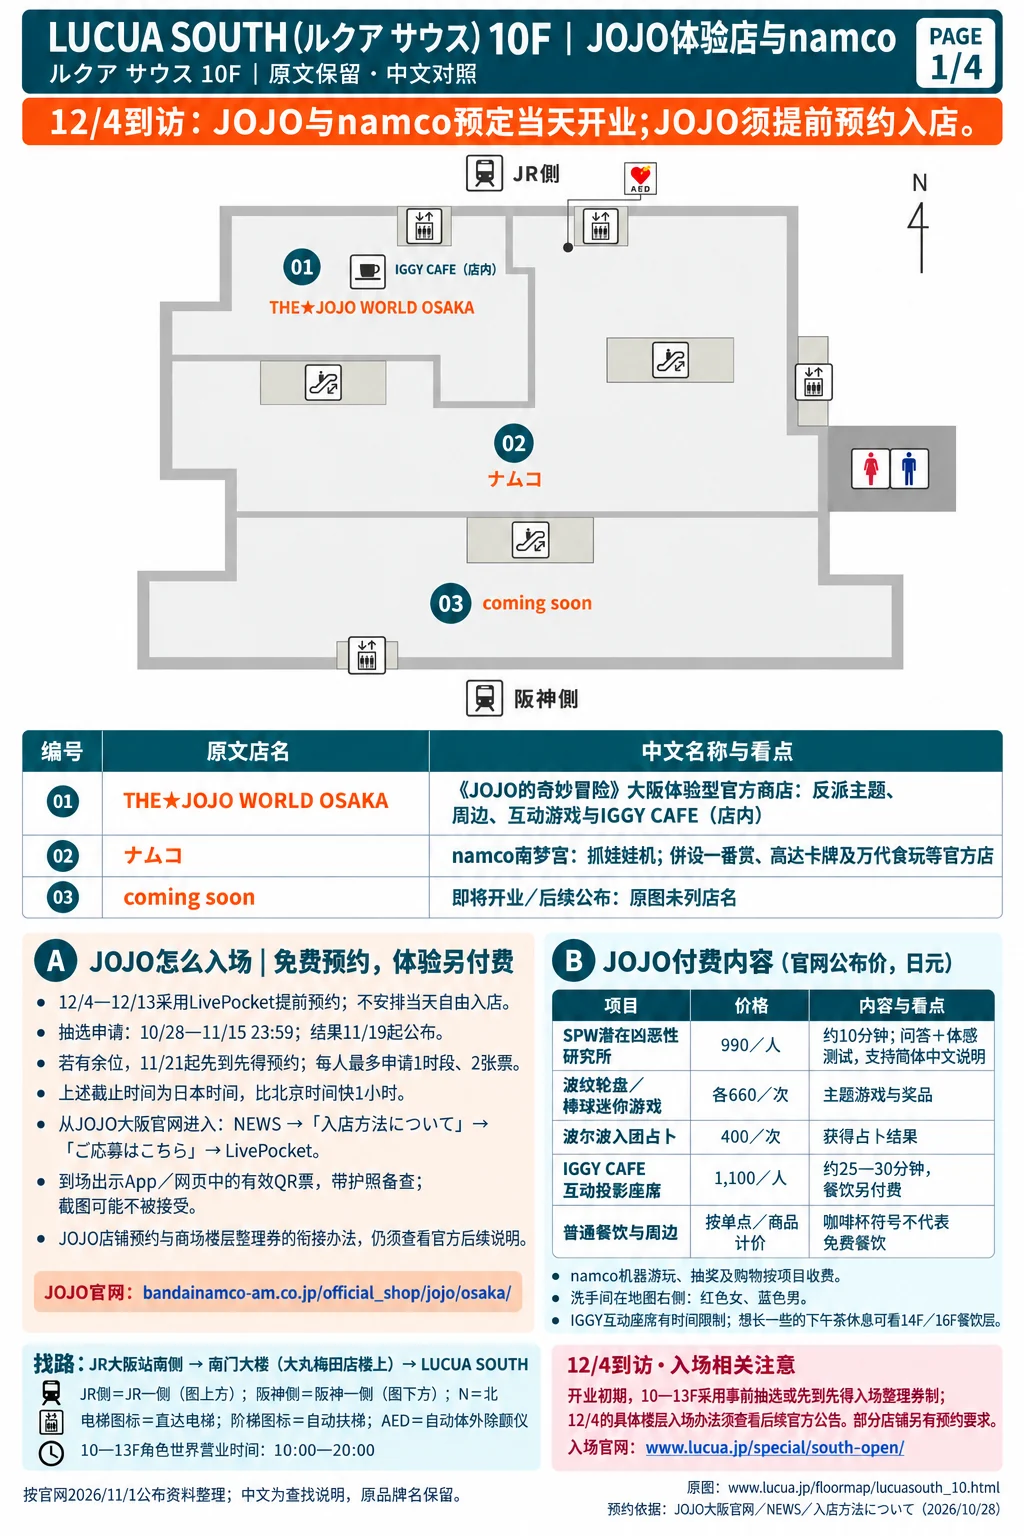 LUCUA SOUTH(ルクア サウス) 10F | JOJO体验店与namco
ルクア サウス 10F | 原文保留・中文对照
PAGE
1/4
12/4到访：JOJO与namco预定当天开业;JOJO须提前预约入店。
JR側
AED
N
01
IGGY CAFE（店内）
THE★JOJO WORLD OSAKA
02
ナムコ
03 coming soon
阪神側
编号 原文店名 中文名称与看点
01 THE★JOJO WORLD OSAKA 《JOJO的奇妙冒险》大阪体验型官方商店：反派主题、
周边、互动游戏与IGGY CAFE（店内）
02 ナムコ namco南梦宫：抓娃娃机；併设一番赏、高达卡牌及万代食玩等官方店
03 coming soon 即将开业／后续公布：原图未列店名
A JOJO怎么入场 | 免费预约，体验另付费
• 12/4—12/13采用LivePocket提前预约；不安排当天自由入店。
• 抽选申请：10/28—11/15 23:59；结果11/19起公布。
• 若有余位，11/21起先到先得预约；每人最多申请1时段、2张票。
• 上述截止时间为日本时间，比北京时间快1小时。
• 从JOJO大阪官网进入：NEWS →「入店方法について」→
「ご応募はこちら」→ LivePocket。
• 到场出示App／网页中的有效QR票，带护照备查；
截图可能不被接受。
• JOJO店铺预约与商场楼层整理券的衔接办法，仍须查看官方后续说明。
JOJO官网：bandainamco-am.co.jp/official_shop/jojo/osaka/
B JOJO付费内容（官网公布价，日元）
项目 价格 内容与看点
SPW潜在凶恶性
研究所 990／人 约10分钟；问答＋体感
测试，支持简体中文说明
波纹轮盘／
棒球迷你游戏 各660／次 主题游戏与奖品
波尔波入团占卜 400／次 获得占卜结果
IGGY CAFE
互动投影座席 1,100／人 约25—30分钟，
餐饮另付费
普通餐饮与周边 按单点／商品
计价 咖啡杯符号不代表
免费餐饮
• namco机器游玩、抽奖及购物按项目收费。
• 洗手间在地图右侧：红色女、蓝色男。
• IGGY互动座席有时间限制；想长一些的下午茶休息可看14F／16F餐饮层。
找路：JR大阪站南侧 → 南门大楼（大丸梅田店楼上）→ LUCUA SOUTH
JR側＝JR一侧（图上方）；阪神側＝阪神一侧（图下方）；N＝北
电梯图标＝直达电梯；阶梯图标＝自动扶梯；AED＝自动体外除颤仪
10—13F角色世界营业时间：10:00—20:00
12/4到访・入场相关注意
开业初期，10—13F采用事前抽选或先到先得入场整理券制；
12/4的具体楼层入场办法须查看后续官方公告。部分店铺另有预约要求。
入场官网：www.lucua.jp/special/south-open/
按官网2026/11/1公布资料整理；中文为查找说明，原品牌名保留。
原图：www.lucua.jp/floormap/lucuasouth_10.html
预约依据：JOJO大阪官网／NEWS／入店方法について（2026/10/28）